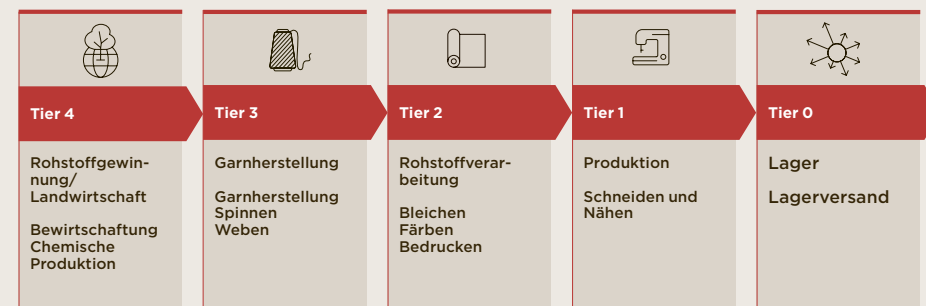 Tier 4
Rohstoffgewin-
nung/
Landwirtschaft
Bewirtschaftung
Chemische
Produktion
Tier 3
Garnherstellung
Garnherstellung
Spinnen
Weben
Tier 2
Rohstoffverar-
beitung
Bleichen
Färben
Bedrucken
Tier 1
Produktion
Schneiden und
Nähen
Tier 0
Lager
Lagerversand